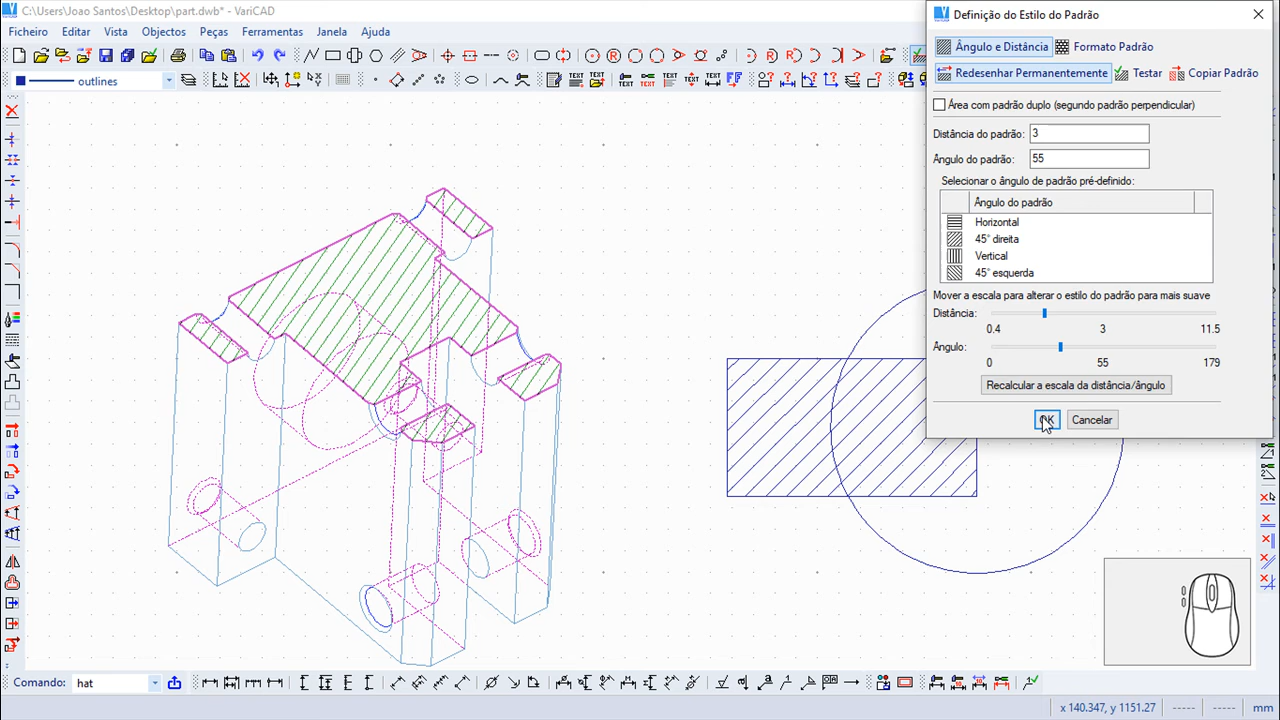 C:\Users\Joao Santos\Desktop\part.dwb* - VariCAD
Ficheiro Editar Vista Objectos Peças Ferramentas Janela Ajuda
outlines
Definição do Estilo do Padrão
Ângulo e Distância Formato Padrão
Redesenhar Permanentemente Testar Copiar Padrão
Área com padrão duplo (segundo padrão perpendicular)
Distância do padrão: 3
Ângulo do padrão: 55
Selecionar o ângulo de padrão pré-definido:
Ângulo do padrão
Horizontal
45° direita
Vertical
45° esquerda
Mover a escala para alterar o estilo do padrão para mais suave
Distância:
0.4 3 11.5
Ângulo:
0 55 179
Recalcular a escala da distância/ângulo
OK Cancelar
Comando: hat
x 140.347, y 1151.27 ----- ----- mm